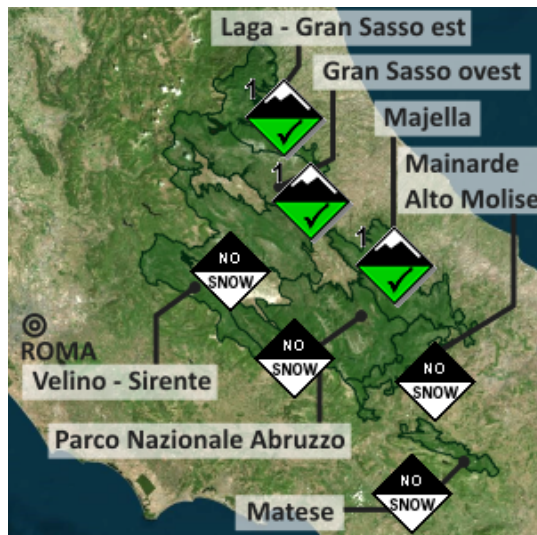 Laga - Gran Sasso est
Gran Sasso ovest
1
Majella
Mainarde
Alto Molise
1
1
NO
SNOW
ROMA
Velino - Sirente
NO
SNOW
NO
SNOW
Parco Nazionale Abruzzo
NO
SNOW
Matese